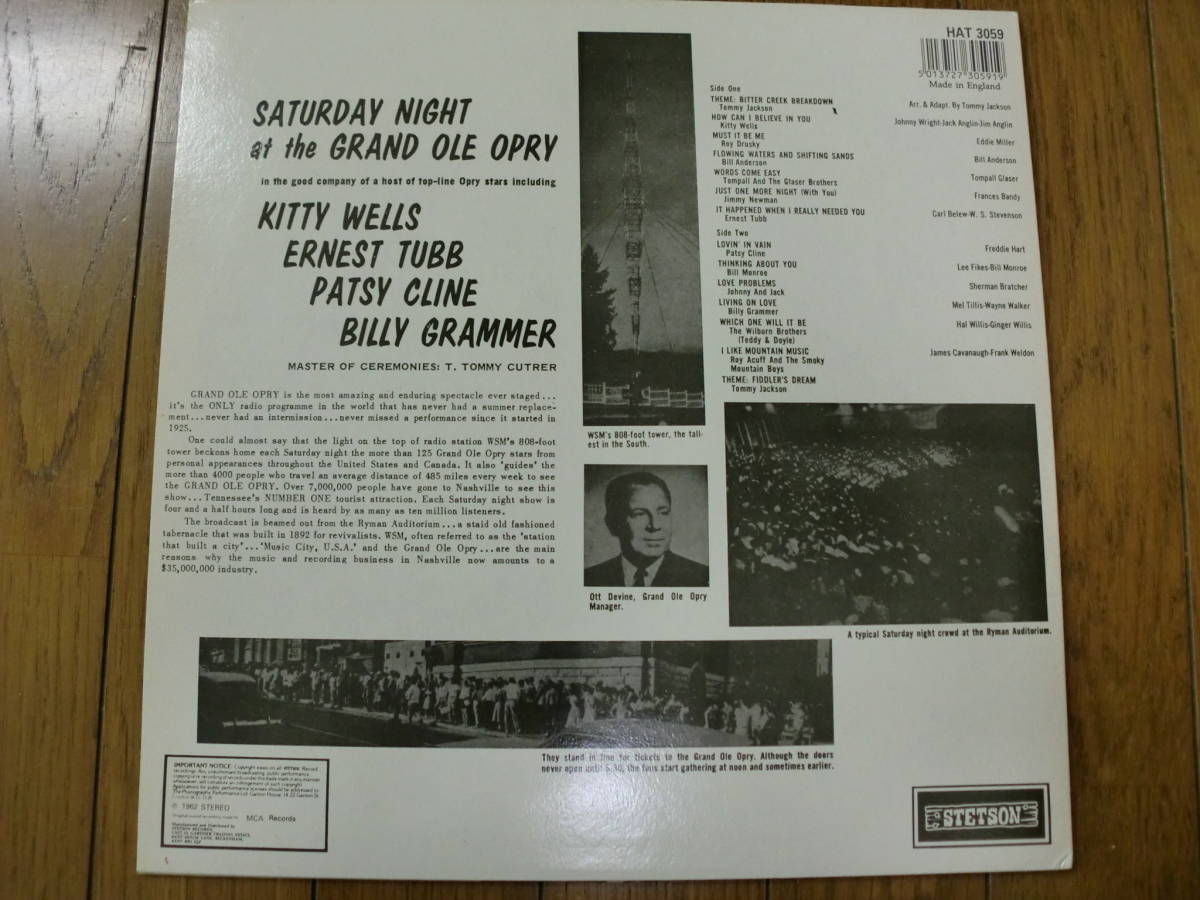 SATURDAY NIGHT
at the GRAND OLE OPRY
in the good company of a host of top-line Opry stars including
KITTY WELLS
ERNEST TUBB
PATSY CLINE
BILLY GRAMMER
MASTER OF CEREMONIES: T. TOMMY CUTRER
GRAND OLE OPRY is the most amazing and enduring spectacle ever staged...
it's the ONLY radio programme in the world that has never had a summer replace-
ment...never had an intermission...never missed a performance since it started in
1925.
One could almost say that the light on the top of radio station WSM's 808-foot
tower beckons home each Saturday night the more than 125 Grand Ole Opry stars from
personal appearances throughout the United States and Canada. It also 'guides' the
more than 4000 people who travel an average distance of 485 miles every week to see
the GRAND OLE OPRY. Over 7,000,000 people have gone to Nashville to see this
show...Tennessee's NUMBER ONE tourist attraction. Each Saturday night show is
four and a half hours long and is heard by as many as ten million listeners.
The broadcast is beamed out from the Ryman Auditorium...a staid old fashioned
tabernacle that was built in 1892 for revivalists. WSM, often referred to as the 'station
that built a city'...'Music City, U.S.A.' and the Grand Ole Opry...are the main
reasons why the music and recording business in Nashville now amounts to a
$35,000,000 industry.
WSM's 808-foot tower, the tall-
est in the South.
Ott Devine, Grand Ole Opry
Manager.
HAT 3059
5 013727 305919
Made in England
Side One
THEME: BITTER CREEK BREAKDOWN
Tommy Jackson
Arr. & Adapt. By Tommy Jackson
HOW CAN I BELIEVE IN YOU
Kitty Wells
Johnny Wright-Jack Anglin-Jim Anglin
MUST IT BE ME
Roy Drusky
Eddie Miller
FLOWING WATERS AND SHIFTING SANDS
Bill Anderson
Bill Anderson
WORDS COME EASY
Tompall And The Glaser Brothers
Tompall Glaser
JUST ONE MORE NIGHT (With You)
Jimmy Newman
Frances Bandy
IT HAPPENED WHEN I REALLY NEEDED YOU
Ernest Tubb
Carl Belew-W. S. Stevenson
Side Two
LOVIN' IN VAIN
Patsy Cline
Freddie Hart
THINKING ABOUT YOU
Bill Monroe
Lee Fikes-Bill Monroe
LOVE PROBLEMS
Johnny And Jack
Sherman Bratcher
LIVING ON LOVE
Billy Grammer
Mel Tillis-Wayne Walker
WHICH ONE WILL IT BE
The Wilburn Brothers
(Teddy & Doyle)
Hal Willis-Ginger Willis
I LIKE MOUNTAIN MUSIC
Roy Acuff And The Smoky
Mountain Boys
James Cavanaugh-Frank Weldon
THEME: FIDDLER'S DREAM
Tommy Jackson
A typical Saturday night crowd at the Ryman Auditorium.
They stand in line for tickets to the Grand Ole Opry. Although the doors
never open until 6:30, the fans start gathering at noon and sometimes earlier.
IMPORTANT NOTICE
℗ 1962 STEREO
MCA Records
Manufactured and Distributed by
STETSON RECORDS
STETSON